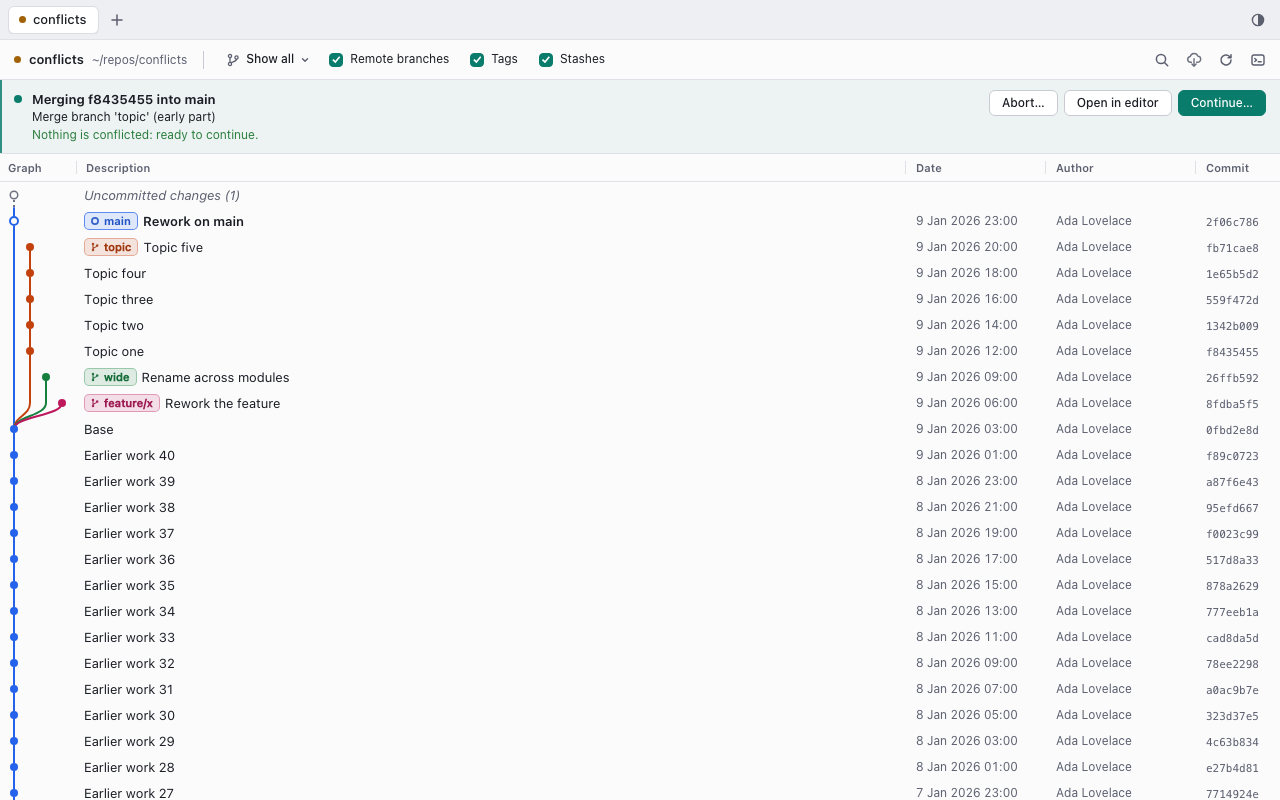 conflicts
conflicts ~/repos/conflicts Show all Remote branches Tags Stashes
Merging f8435455 into main
Merge branch 'topic' (early part)
Nothing is conflicted: ready to continue.
Abort... Open in editor Continue...
Graph Description Date Author Commit
Uncommitted changes (1)
main Rework on main 9 Jan 2026 23:00 Ada Lovelace 2f06c786
topic Topic five 9 Jan 2026 20:00 Ada Lovelace fb71cae8
Topic four 9 Jan 2026 18:00 Ada Lovelace 1e65b5d2
Topic three 9 Jan 2026 16:00 Ada Lovelace 559f472d
Topic two 9 Jan 2026 14:00 Ada Lovelace 1342b009
Topic one 9 Jan 2026 12:00 Ada Lovelace f8435455
wide Rename across modules 9 Jan 2026 09:00 Ada Lovelace 26ffb592
feature/x Rework the feature 9 Jan 2026 06:00 Ada Lovelace 8fdba5f5
Base 9 Jan 2026 03:00 Ada Lovelace 0fbd2e8d
Earlier work 40 9 Jan 2026 01:00 Ada Lovelace f89c0723
Earlier work 39 8 Jan 2026 23:00 Ada Lovelace a87f6e43
Earlier work 38 8 Jan 2026 21:00 Ada Lovelace 95efd667
Earlier work 37 8 Jan 2026 19:00 Ada Lovelace f0023c99
Earlier work 36 8 Jan 2026 17:00 Ada Lovelace 517d8a33
Earlier work 35 8 Jan 2026 15:00 Ada Lovelace 878a2629
Earlier work 34 8 Jan 2026 13:00 Ada Lovelace 777eeb1a
Earlier work 33 8 Jan 2026 11:00 Ada Lovelace cad8da5d
Earlier work 32 8 Jan 2026 09:00 Ada Lovelace 78ee2298
Earlier work 31 8 Jan 2026 07:00 Ada Lovelace a0ac9b7e
Earlier work 30 8 Jan 2026 05:00 Ada Lovelace 323d37e5
Earlier work 29 8 Jan 2026 03:00 Ada Lovelace 4c63b834
Earlier work 28 8 Jan 2026 01:00 Ada Lovelace e27b4d81
Earlier work 27 7 Jan 2026 23:00 Ada Lovelace 7714924e